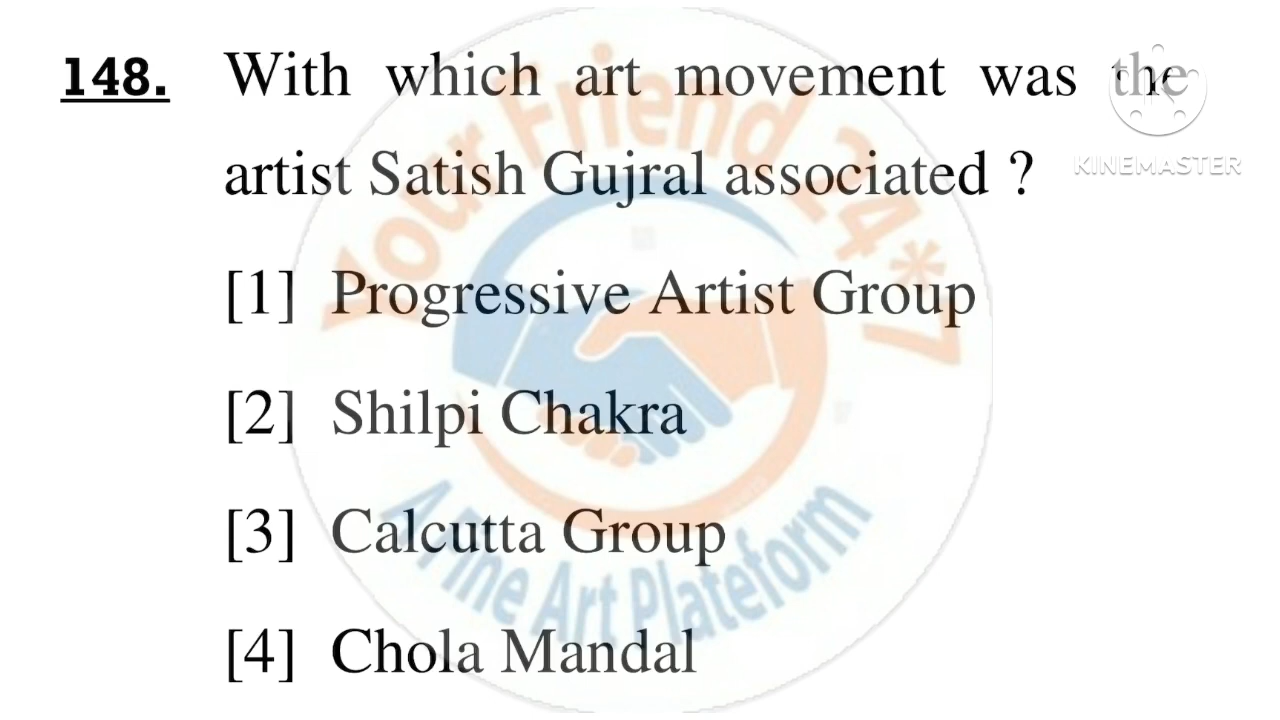 148. With which art movement was the
artist Satish Gujral associated ?
[1] Progressive Artist Group
[2] Shilpi Chakra
[3] Calcutta Group
[4] Chola Mandal
Your Friend 24*7
A Fine Art Plateform
KINEMASTER